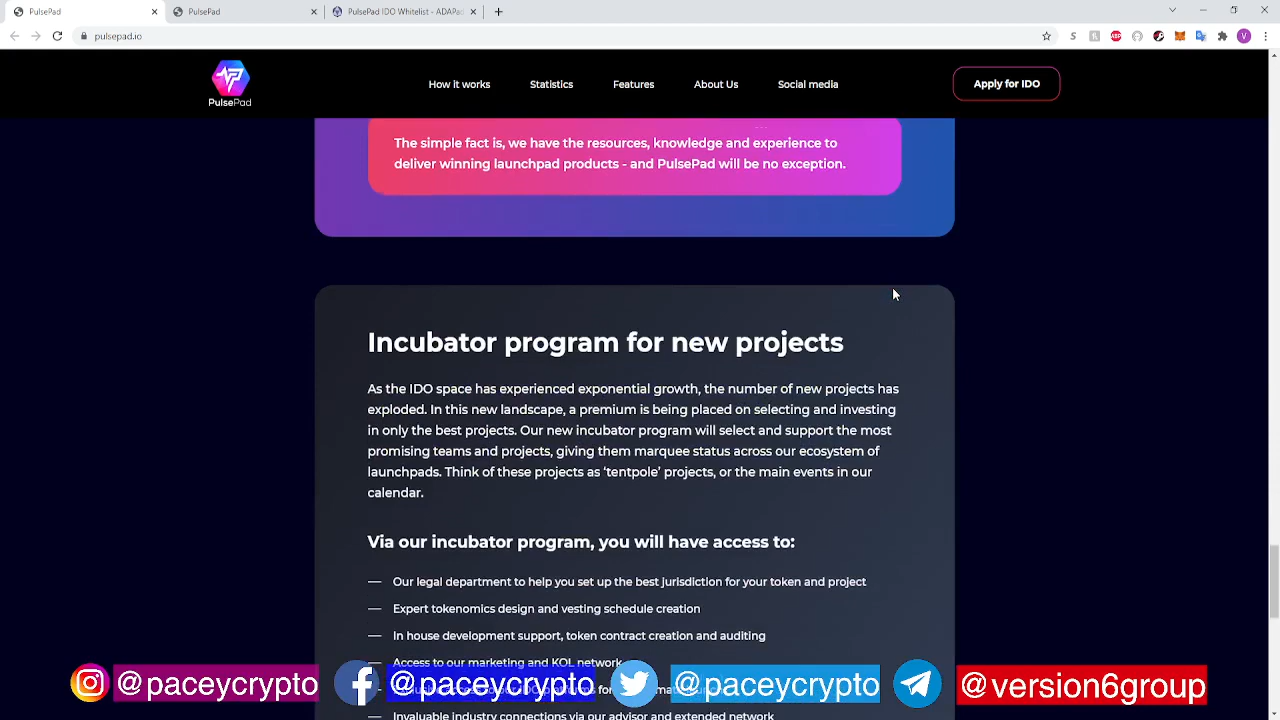 PulsePad
PulsePad
PulsePad IDO Whitelist - ADAPa
pulsepad.io
PulsePad
How it works
Statistics
Features
About Us
Social media
Apply for IDO
The simple fact is, we have the resources, knowledge and experience to
deliver winning launchpad products - and PulsePad will be no exception.
Incubator program for new projects
As the IDO space has experienced exponential growth, the number of new projects has
exploded. In this new landscape, a premium is being placed on selecting and investing
in only the best projects. Our new incubator program will select and support the most
promising teams and projects, giving them marquee status across our ecosystem of
launchpads. Think of these projects as ‘tentpole’ projects, or the main events in our
calendar.
Via our incubator program, you will have access to:
— Our legal department to help you set up the best jurisdiction for your token and project
— Expert tokenomics design and vesting schedule creation
— In house development support, token contract creation and auditing
— Access to our marketing and KOL network
@paceycrypto
@paceycrypto
@paceycrypto
@version6group
Invaluable industry connections via our advisor and extended network